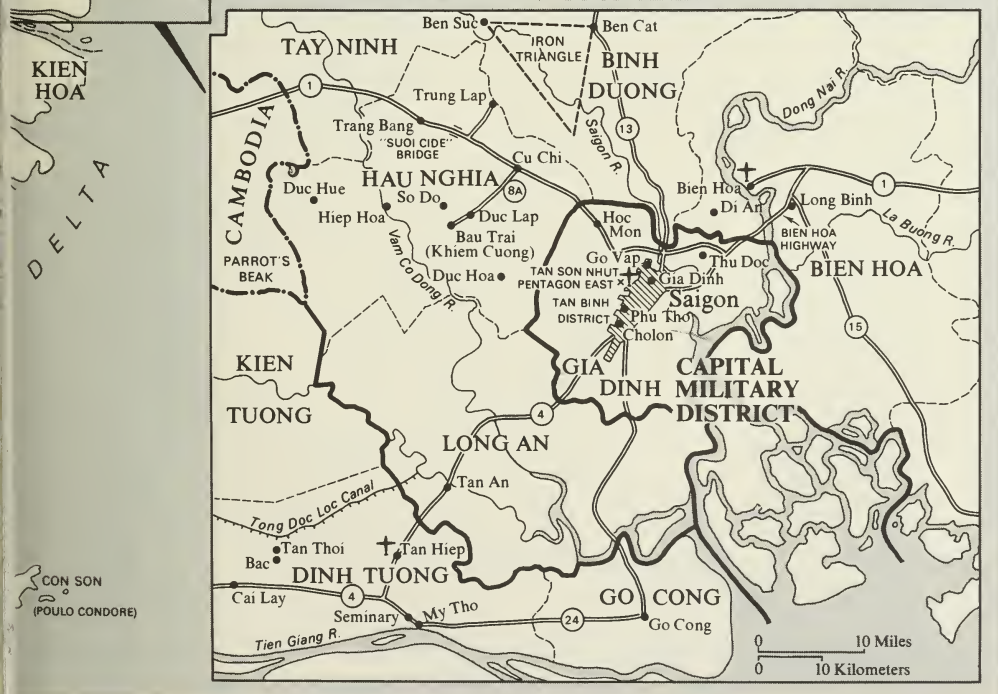 KIEN
HOA
DELTA
CON SON
(POULO CONDORE)
Ben Suc
Ben Cat
TAY NINH
IRON
TRIANGLE
BINH
DUONG
CAMBODIA
1
Trung Lap
13
Saigon R.
Dong Nai R.
Trang Bang
"SUOI CIDE"
BRIDGE
Cu Chi
HAU NGHIA
8A
Duc Hue
Hiep Hoa
So Do
Duc Lap
Bau Trai
(Khiem Cuong)
Vam Co Dong R.
Duc Hoa
PARROT'S
BEAK
Hoc
Mon
Bien Hoa
Di An
Long Binh
1
La Buong R.
BIEN HOA
HIGHWAY
BIEN HOA
Go Vap
Thu Doc
TAN SON NHUT
PENTAGON EAST x
Gia Dinh
TAN BINH
DISTRICT
Saigon
Phu Tho
Cholon
15
KIEN
TUONG
GIA
DINH
CAPITAL
MILITARY
DISTRICT
4
LONG AN
Tan An
Tong Doc Loc Canal
Tan Thoi
Bac
Tan Hiep
DINH TUONG
Cai Lay
4
Seminary
My Tho
24
GO CONG
Go Cong
Tien Giang R.
0 10 Miles
0 10 Kilometers